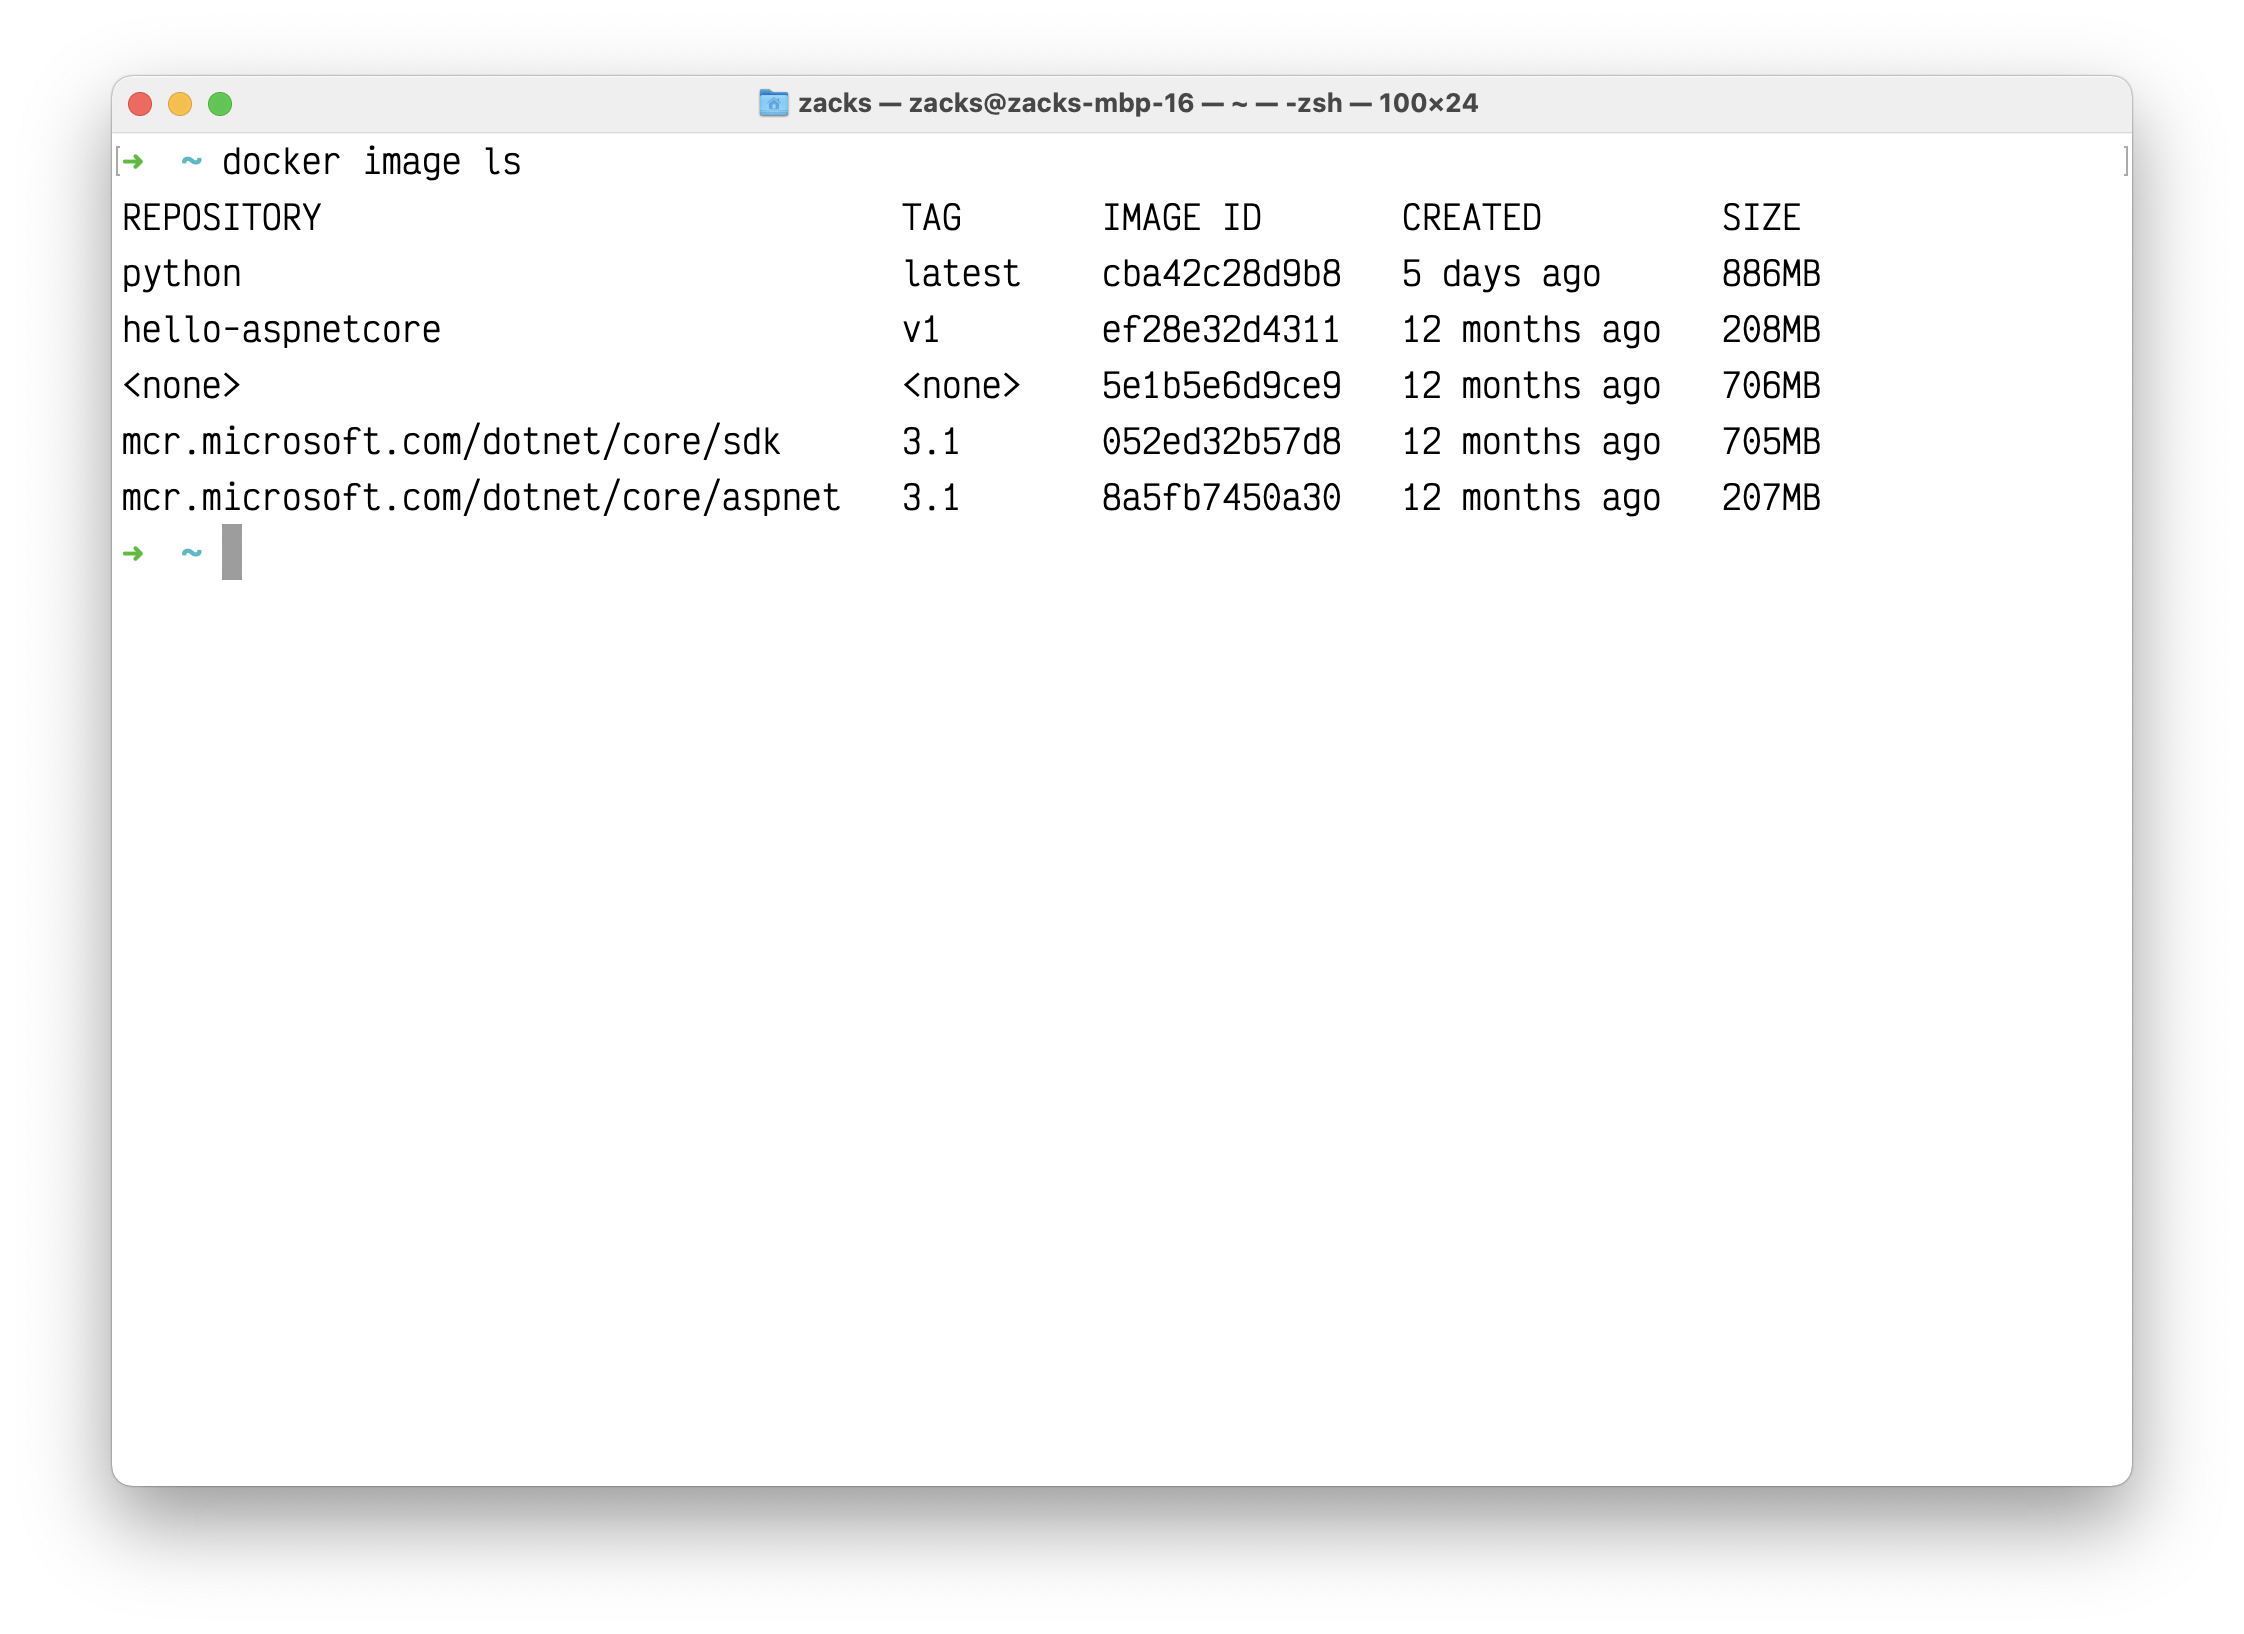 zacks — zacks@zacks-mbp-16 — ~ — -zsh — 100×24
[➜  ~ docker image ls ]
REPOSITORY                             TAG       IMAGE ID       CREATED         SIZE
python                                 latest    cba42c28d9b8   5 days ago      886MB
hello-aspnetcore                       v1        ef28e32d4311   12 months ago   208MB
<none>                                 <none>    5e1b5e6d9ce9   12 months ago   706MB
mcr.microsoft.com/dotnet/core/sdk      3.1       052ed32b57d8   12 months ago   705MB
mcr.microsoft.com/dotnet/core/aspnet   3.1       8a5fb7450a30   12 months ago   207MB
➜  ~